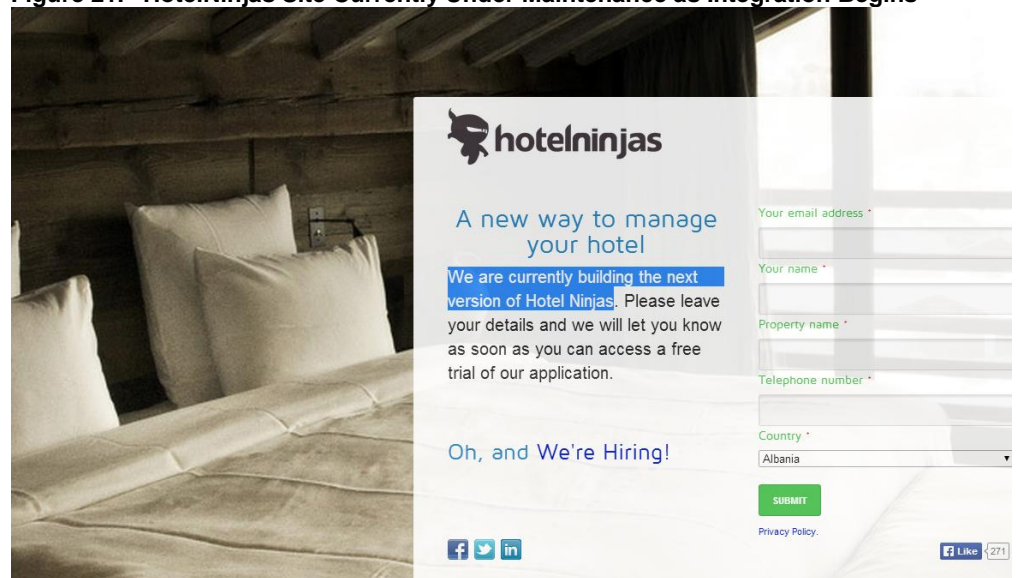 Figure 217 HotelNinjas Site Currently Under Maintenance as Integration Begins
hotelninjas
A new way to manage
your hotel
We are currently building the next
version of Hotel Ninjas. Please leave
your details and we will let you know
as soon as you can access a free
trial of our application.
Oh, and We're Hiring!
Your email address *
Your name *
Property name *
Telephone number *
Country *
Albania
SUBMIT
Privacy Policy.
Like 271